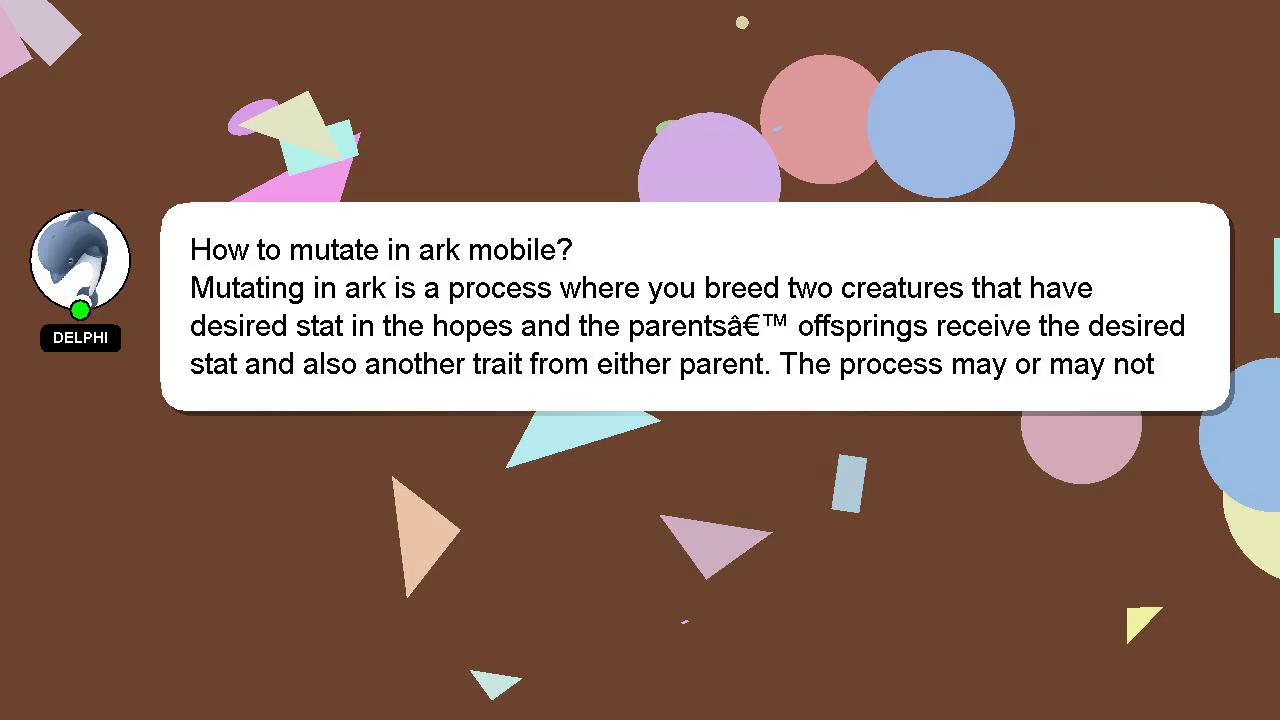 How to mutate in ark mobile?
Mutating in ark is a process where you breed two creatures that have
desired stat in the hopes and the parentsâ€™ offsprings receive the desired
stat and also another trait from either parent. The process may or may not
DELPHI